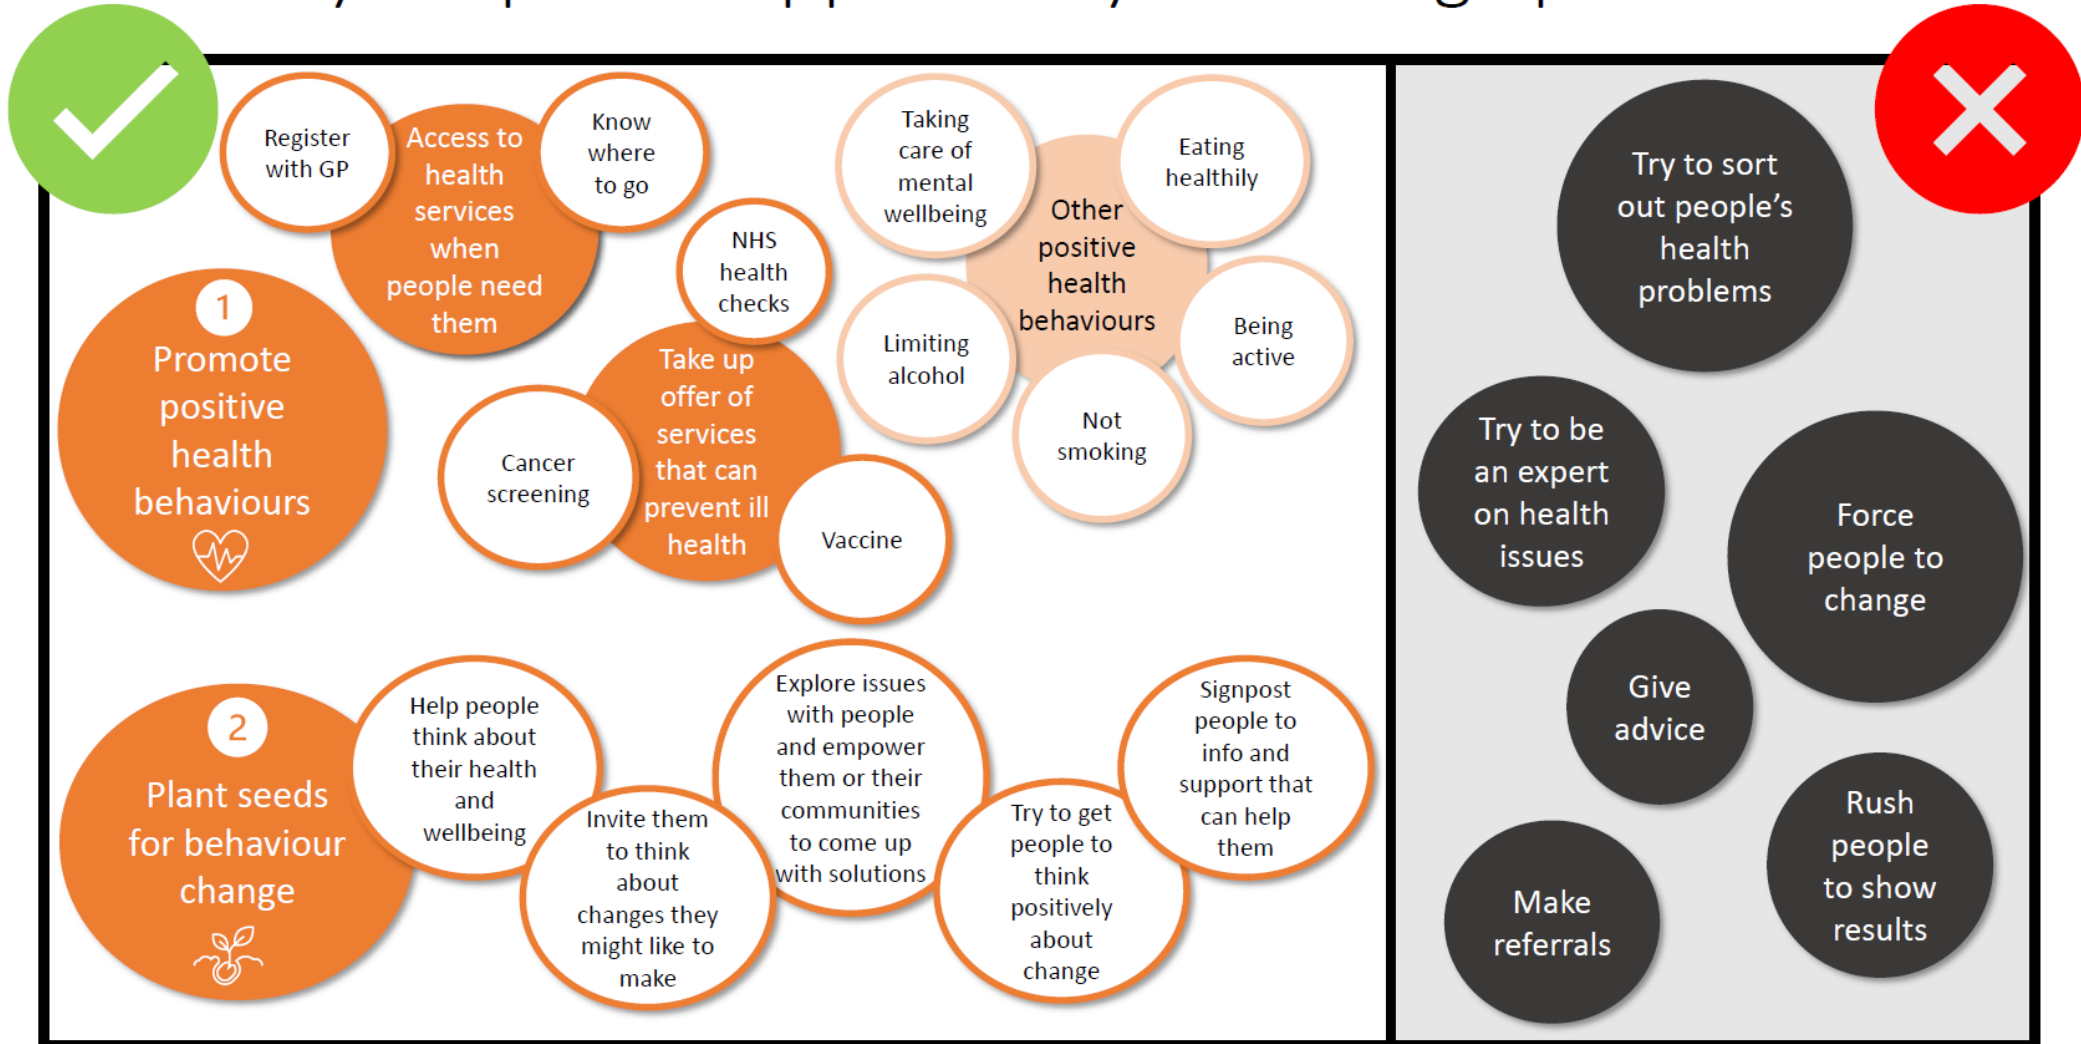 Register
with GP
Access to
health
services
when
people need
them
Know
where
to go
NHS
health
checks
Taking
care of
mental
wellbeing
Eating
healthily
Other
positive
health
behaviours
Limiting
alcohol
Being
active
Not
smoking
1
Promote
positive
health
behaviours
Take up
offer of
services
that can
prevent ill
health
Cancer
screening
Vaccine
2
Plant seeds
for behaviour
change
Help people
think about
their health
and
wellbeing
Invite them
to think
about
changes they
might like to
make
Explore issues
with people
and empower
them or their
communities
to come up
with solutions
Try to get
people to
think
positively
about
change
Signpost
people to
info and
support that
can help
them
Try to sort
out people’s
health
problems
Try to be
an expert
on health
issues
Force
people to
change
Give
advice
Rush
people
to show
results
Make
referrals